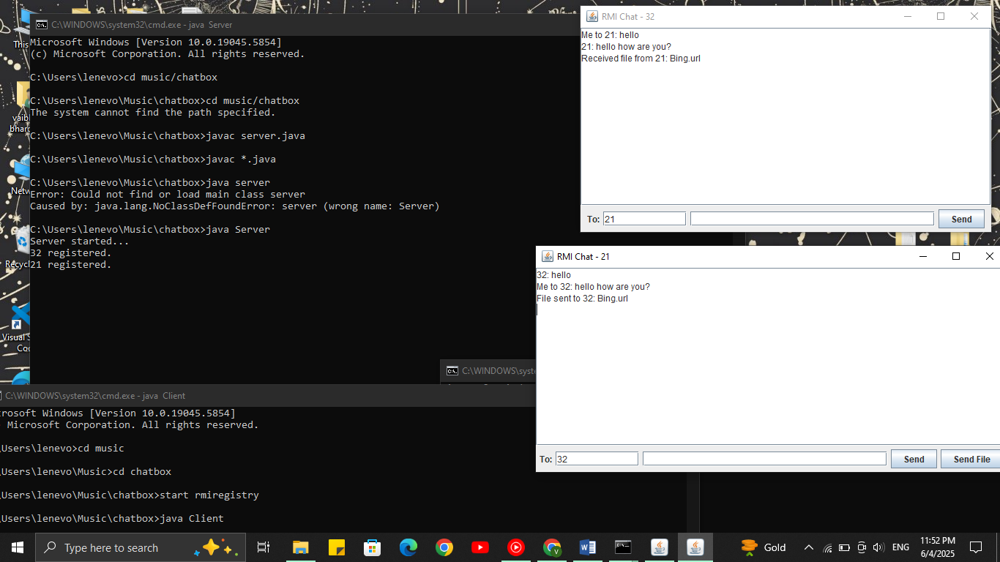 C:\WINDOWS\system32\cmd.exe - java Server
Microsoft Windows [Version 10.0.19045.5854]
(c) Microsoft Corporation. All rights reserved.
C:\Users\lenevo>cd music/chatbox
C:\Users\lenevo\Music\chatbox>cd music/chatbox
The system cannot find the path specified.
C:\Users\lenevo\Music\chatbox>javac server.java
C:\Users\lenevo\Music\chatbox>javac *.java
C:\Users\lenevo\Music\chatbox>java server
Error: Could not find or load main class server
Caused by: java.lang.NoClassDefFoundError: server (wrong name: Server)
C:\Users\lenevo\Music\chatbox>java Server
Server started...
32 registered.
21 registered.
RMI Chat - 32
Me to 21: hello
21: hello how are you?
Received file from 21: Bing.url
To: 21
Send
RMI Chat - 21
32: hello
Me to 32: hello how are you?
File sent to 32: Bing.url
To: 32
Send
Send File
This
vaib
bhar
Netw
Recycl
Visual S
Co
C:\WINDOWS\syste
C:\WINDOWS\system32\cmd.exe - java Client
rosoft Windows [Version 10.0.19045.5854]
Microsoft Corporation. All rights reserved.
\Users\lenevo>cd music
\Users\lenevo\Music>cd chatbox
\Users\lenevo\Music\chatbox>start rmiregistry
\Users\lenevo\Music\chatbox>java Client
Type here to search
Gold
ENG
11:52 PM
6/4/2025